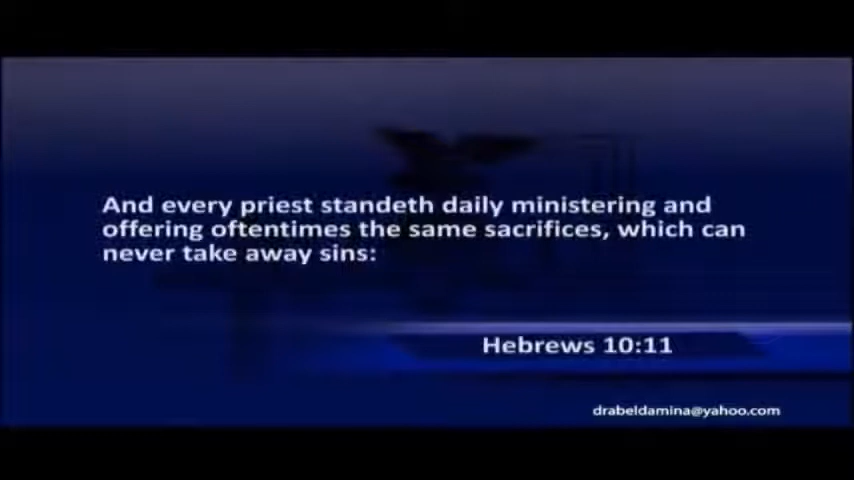 And every priest standeth daily ministering and
offering oftentimes the same sacrifices, which can
never take away sins:
Hebrews 10:11
drabeldamina@yahoo.com